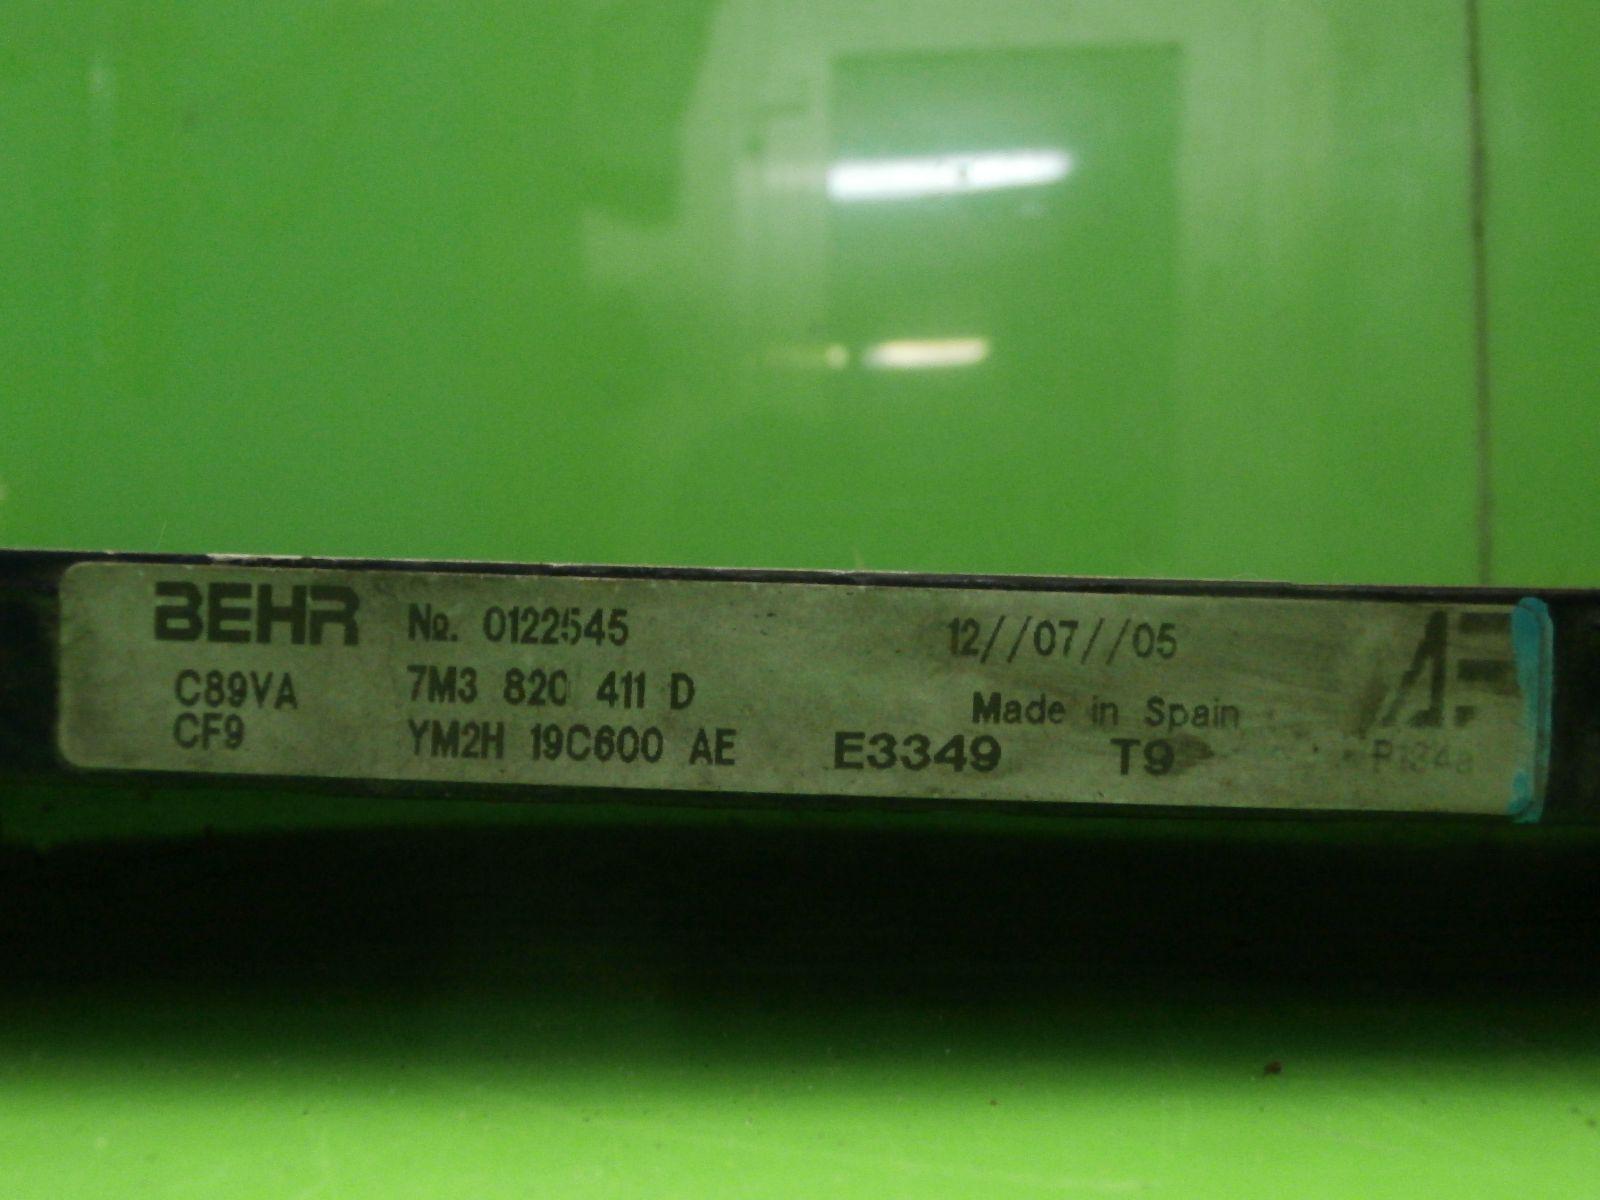 BEHR No. 0122545 12//07//05
C89VA 7M3 820 411 D Made in Spain
CF9 YM2H 19C600 AE E3349 T9 R134a